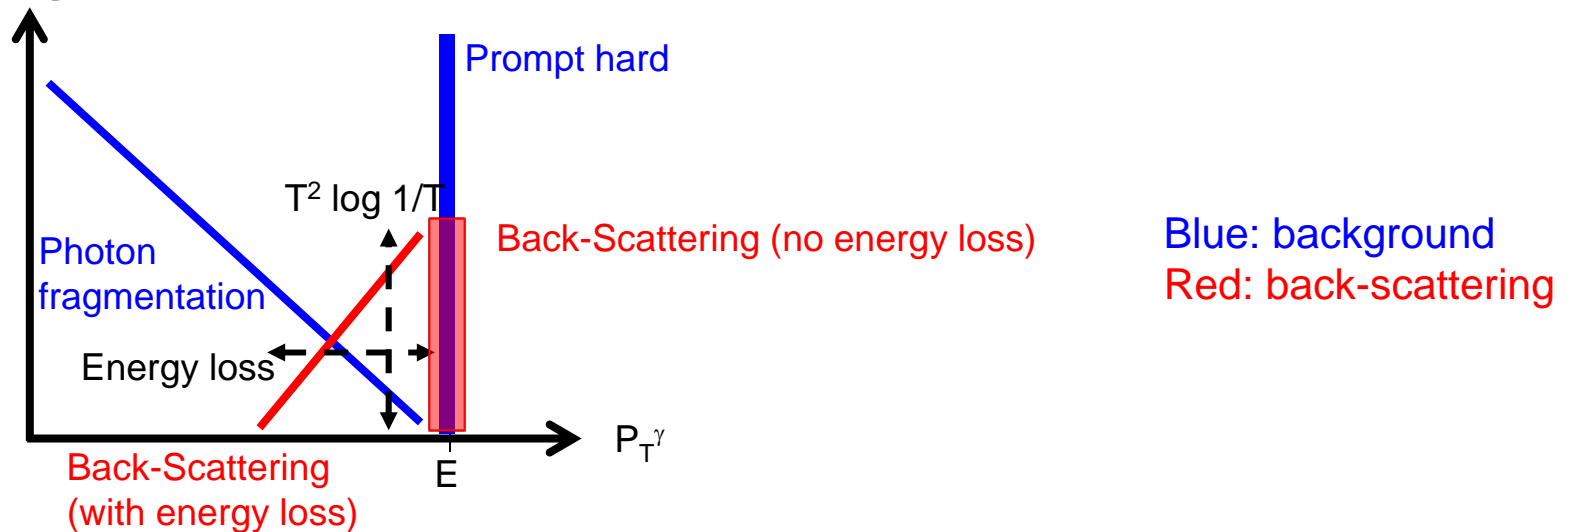 Prompt hard
T² log 1/T
Back-Scattering (no energy loss)
Blue: background
Red: back-scattering
Photon
fragmentation
Energy loss
P_T^γ
E
Back-Scattering
(with energy loss)